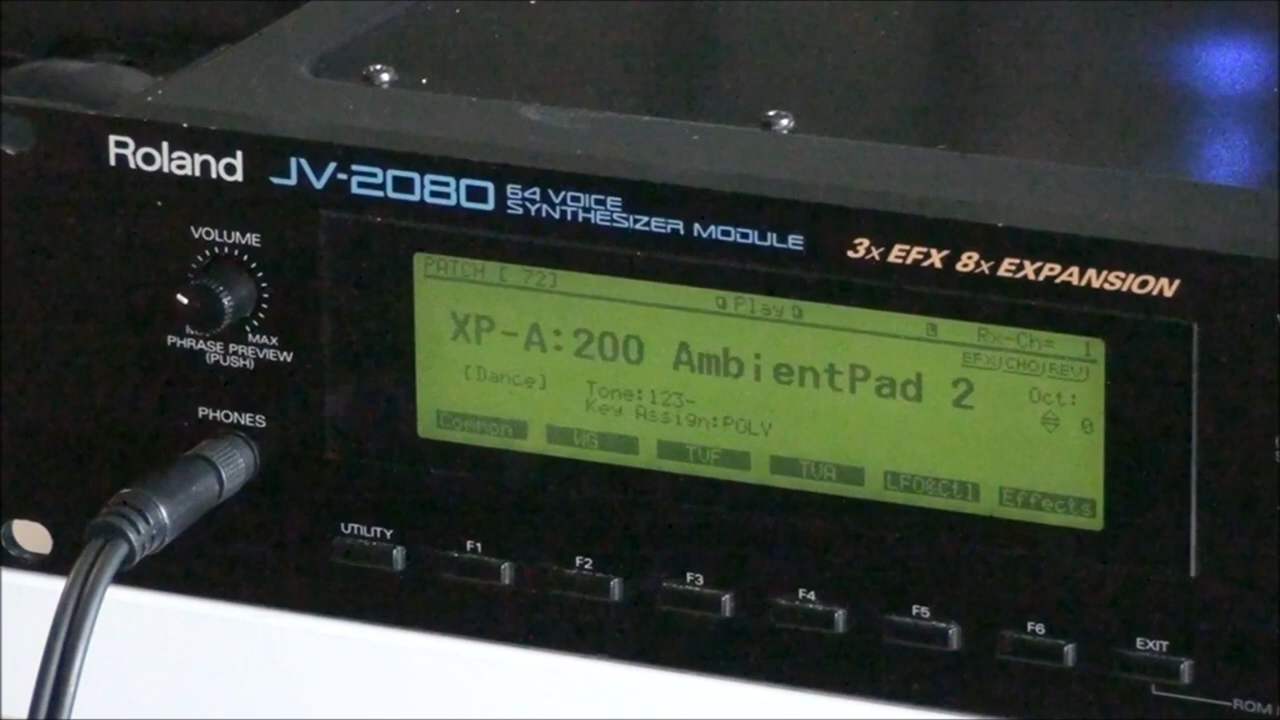 Roland JV-2080 64 VOICE
SYNTHESIZER MODULE
3x EFX 8x EXPANSION
VOLUME
MAX
PHRASE PREVIEW
(PUSH)
PHONES
PATCH [ 72]
Play
Rx-Ch= 1
XP-A:200 AmbientPad 2
EFX CHO REV
[Dance]
Tone:123-
Key Assign:POLY
Oct:
0
Common WG TVF TVA LFO&Ctl Effects
UTILITY F1 F2 F3 F4 F5 F6 EXIT
ROM